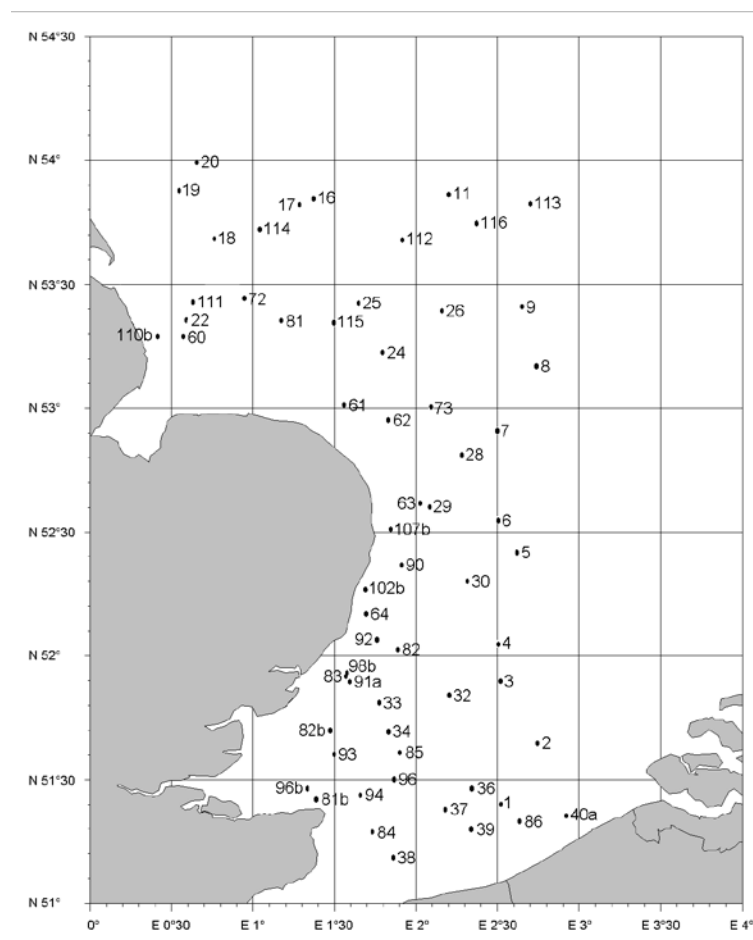 N 54°30
N 54°
20
19
17
16
11
113
116
18
114
112
N 53°30
111
72
25
26
9
22
81
115
110b
60
24
8
N 53°
61
62
73
7
28
63
29
6
N 52°30
107b
5
90
30
102b
64
92
82
4
N 52°
98b
83
91a
3
33
32
82b
34
2
93
85
N 51°30
96
96b
94
36
81b
37
1
40a
86
84
39
38
N 51°
0°
E 0°30
E 1°
E 1°30
E 2°
E 2°30
E 3°
E 3°30
E 4°